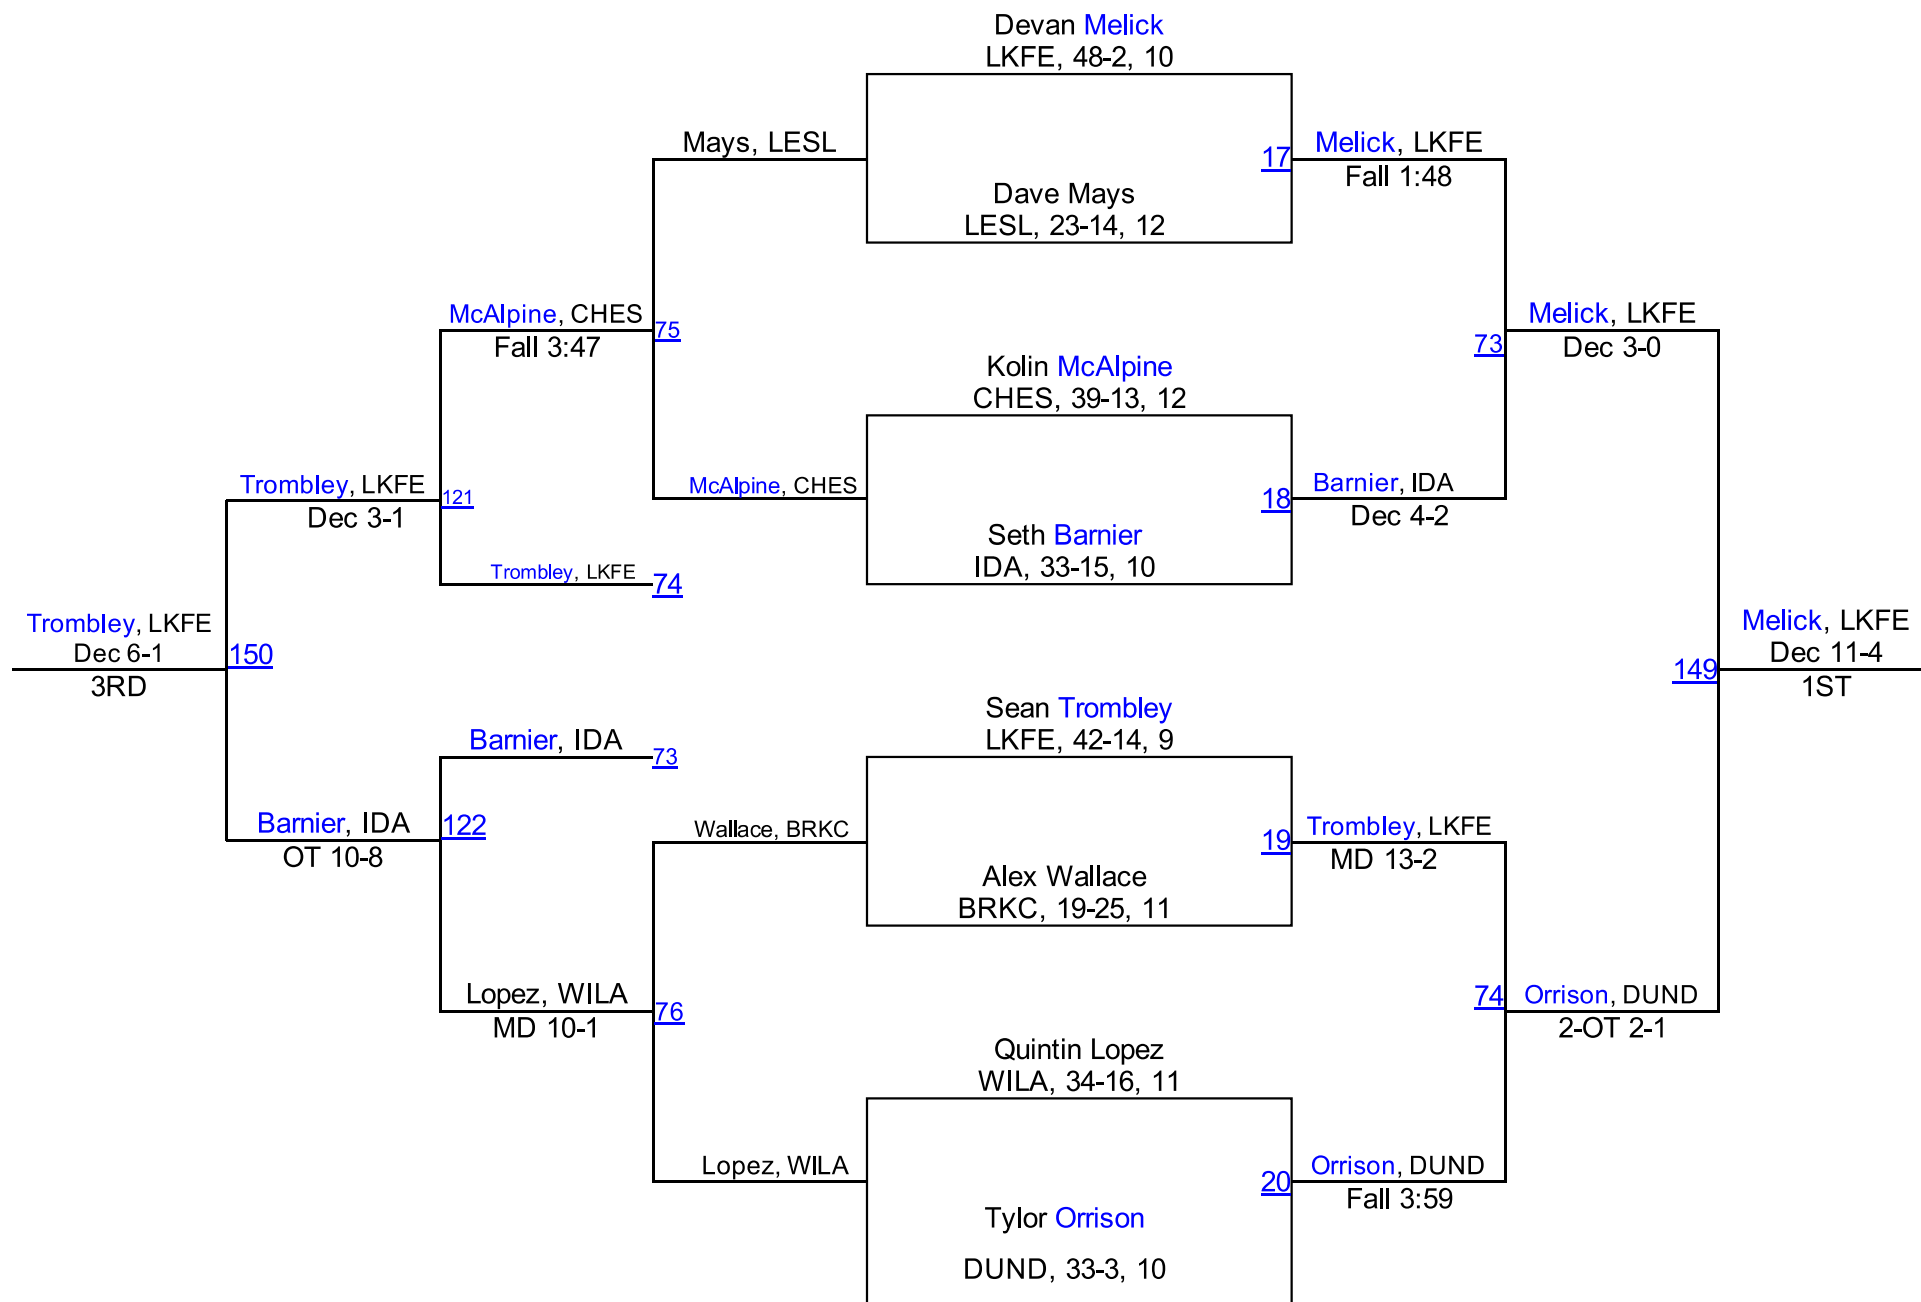 Devan Melick
LKFE, 48-2, 10
Mays, LESL
17
Melick, LKFE
Fall 1:48
Dave Mays
LESL, 23-14, 12
McAlpine, CHES
Fall 3:47
75
73
Melick, LKFE
Dec 3-0
Kolin McAlpine
CHES, 39-13, 12
Trombley, LKFE
Dec 3-1
121
McAlpine, CHES
18
Barnier, IDA
Dec 4-2
Seth Barnier
IDA, 33-15, 10
Trombley, LKFE
74
Trombley, LKFE
Dec 6-1
3RD
150
149
Melick, LKFE
Dec 11-4
1ST
Sean Trombley
LKFE, 42-14, 9
Barnier, IDA
73
Barnier, IDA
OT 10-8
122
Wallace, BRKC
19
Trombley, LKFE
MD 13-2
Alex Wallace
BRKC, 19-25, 11
Lopez, WILA
MD 10-1
76
74
Orrison, DUND
2-OT 2-1
Quintin Lopez
WILA, 34-16, 11
Lopez, WILA
20
Orrison, DUND
Fall 3:59
Tylor Orrison
DUND, 33-3, 10